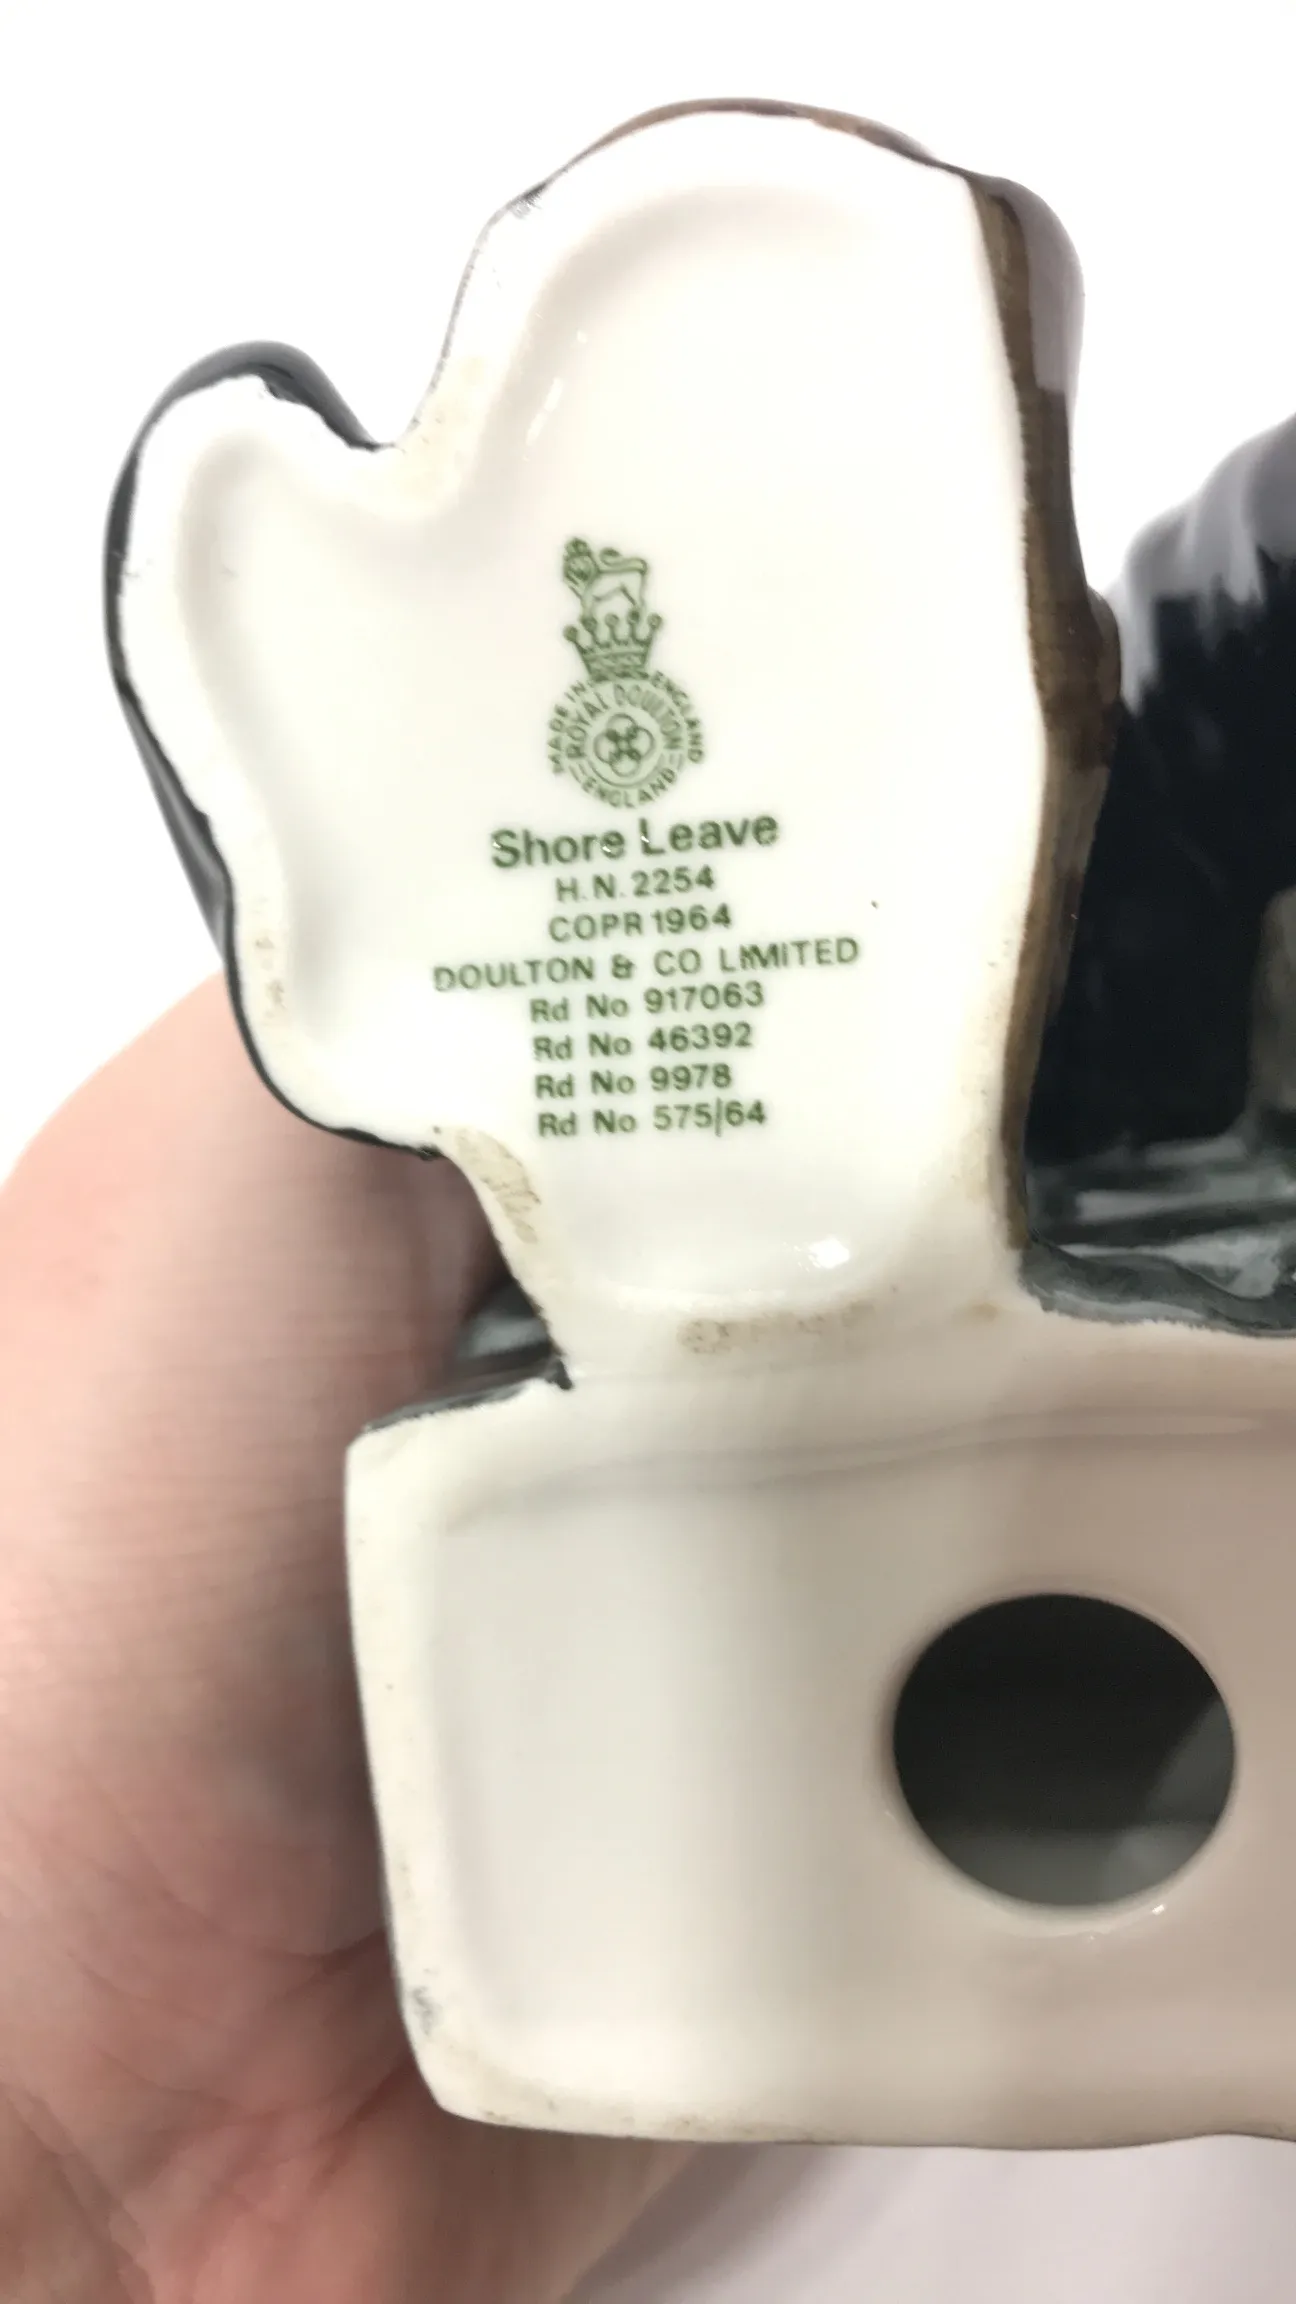 MADE IN ENGLAND
ROYAL DOULTON
ENGLAND
Shore Leave
H.N. 2254
COPR 1964
DOULTON & CO LIMITED
Rd No 917063
Rd No 46392
Rd No 9978
Rd No 575/64